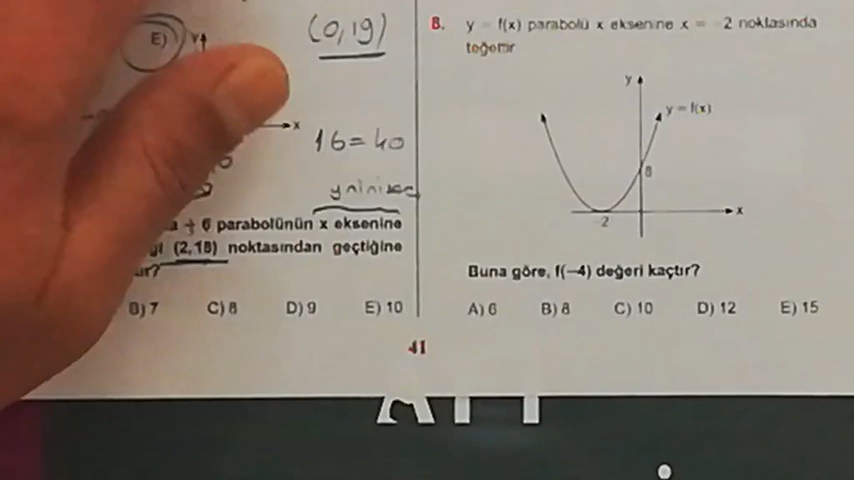 E)
y
(0,19)
x
16=40
6 parabolünün x eksenine
(2,18) noktasından geçtiğine
B) 7 C) 8 D) 9 E) 10
8. y = f(x) parabolü x eksenine x = -2 noktasında
teğettir
y
y = f(x)
8
-2
x
Buna göre, f(-4) değeri kaçtır?
A) 6 B) 8 C) 10 D) 12 E) 15
41